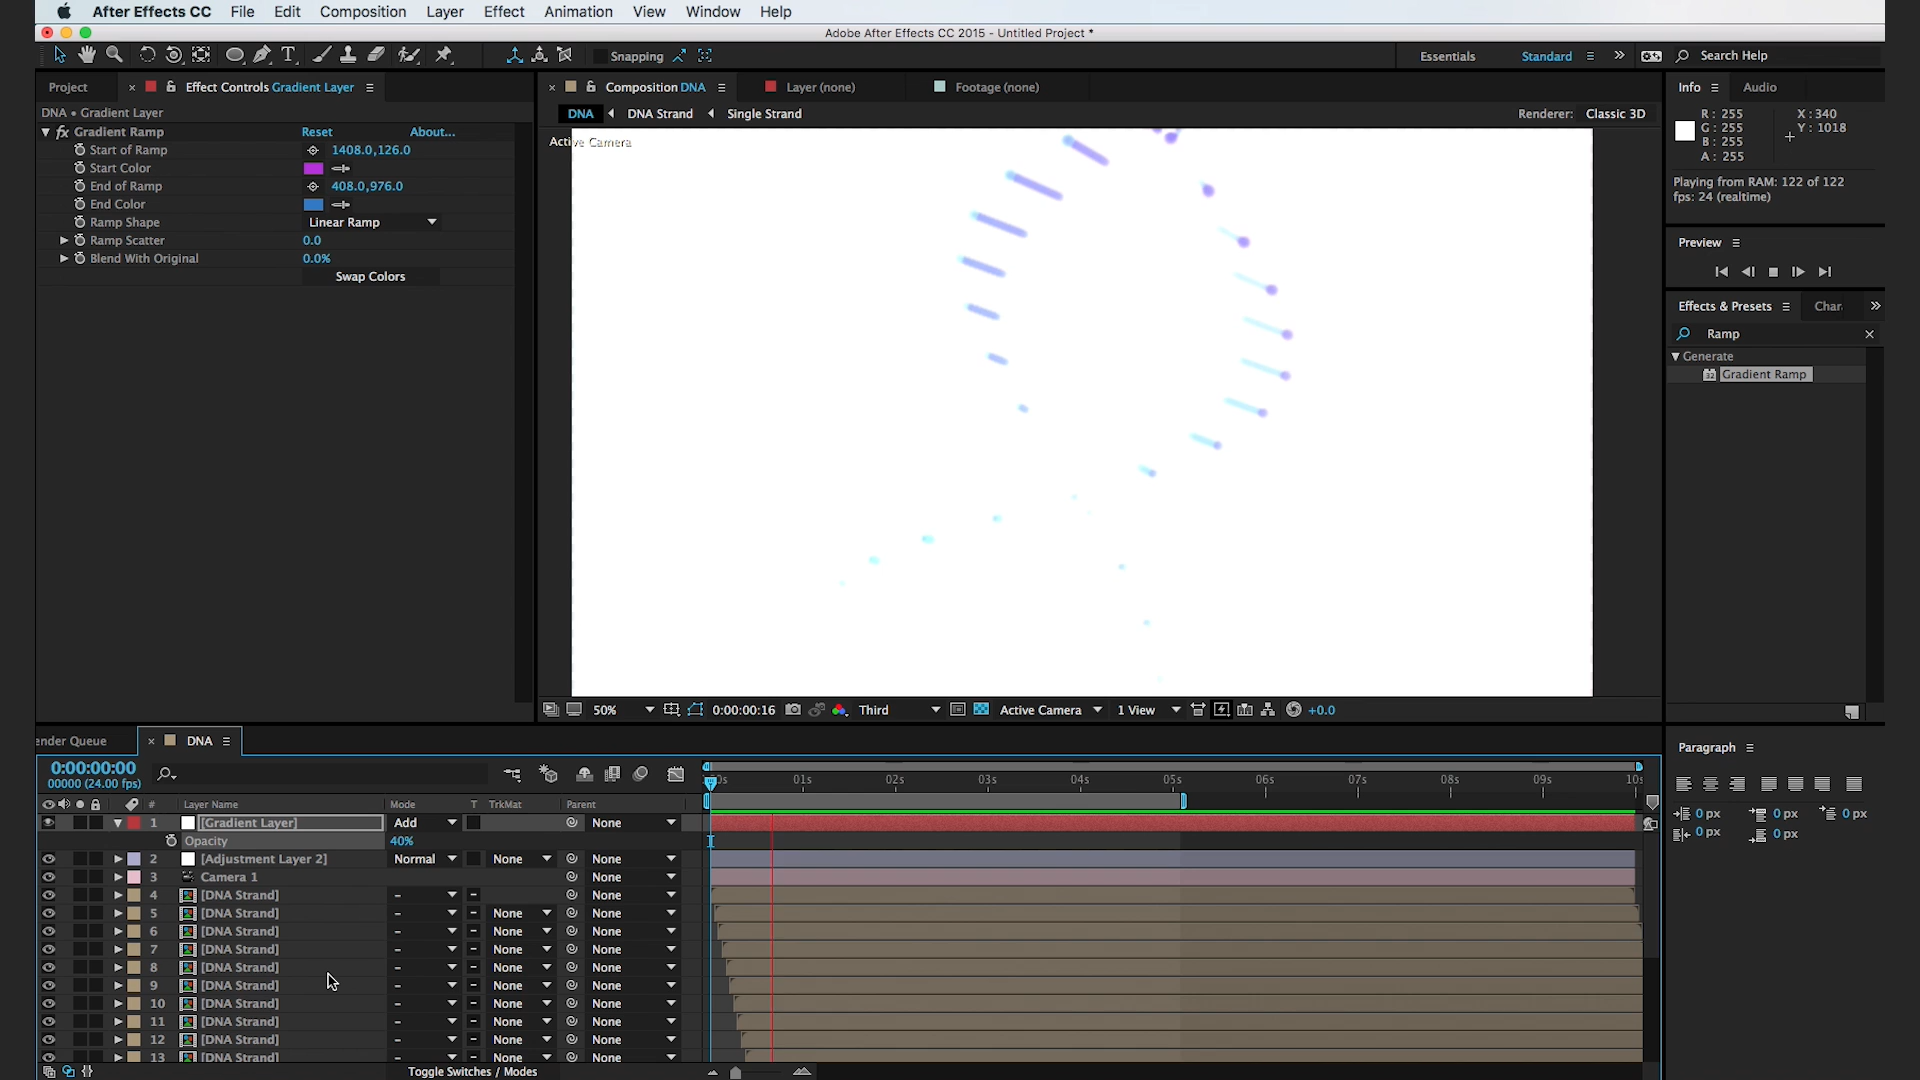 After Effects CC File Edit Composition Layer Effect Animation View Window Help
Adobe After Effects CC 2015 - Untitled Project *
Snapping Essentials Standard Search Help
Project Effect Controls Gradient Layer Composition DNA Layer (none) Footage (none) Info Audio
DNA • Gradient Layer DNA DNA Strand Single Strand Renderer: Classic 3D
R: 255 X: 340
G: 255 Y: 1018
B: 255
A: 255
fx Gradient Ramp Reset About...
Active Camera
Start of Ramp 1408.0,126.0
Start Color
End of Ramp 408.0,976.0
End Color
Ramp Shape Linear Ramp
Ramp Scatter 0.0
Blend With Original 0.0%
Swap Colors
Playing from RAM: 122 of 122
fps: 24 (realtime)
Preview
Effects & Presets Char
Ramp
Generate
32 Gradient Ramp
50% 0:00:00:16 Third Active Camera 1 View +0.0
ender Queue DNA
0:00:00:00
00000 (24.00 fps)
0s 01s 02s 03s 04s 05s 06s 07s 08s 09s 10s
# Layer Name Mode T TrkMat Parent
1 [Gradient Layer] Add None
Opacity 40%
2 [Adjustment Layer 2] Normal None None
3 Camera 1 None
4 [DNA Strand] - None
5 [DNA Strand] - None None
6 [DNA Strand] - None None
7 [DNA Strand] - None None
8 [DNA Strand] - None None
9 [DNA Strand] - None None
10 [DNA Strand] - None None
11 [DNA Strand] - None None
12 [DNA Strand] - None None
13 [DNA Strand] - None None
Toggle Switches / Modes
Paragraph
0 px 0 px 0 px
0 px 0 px